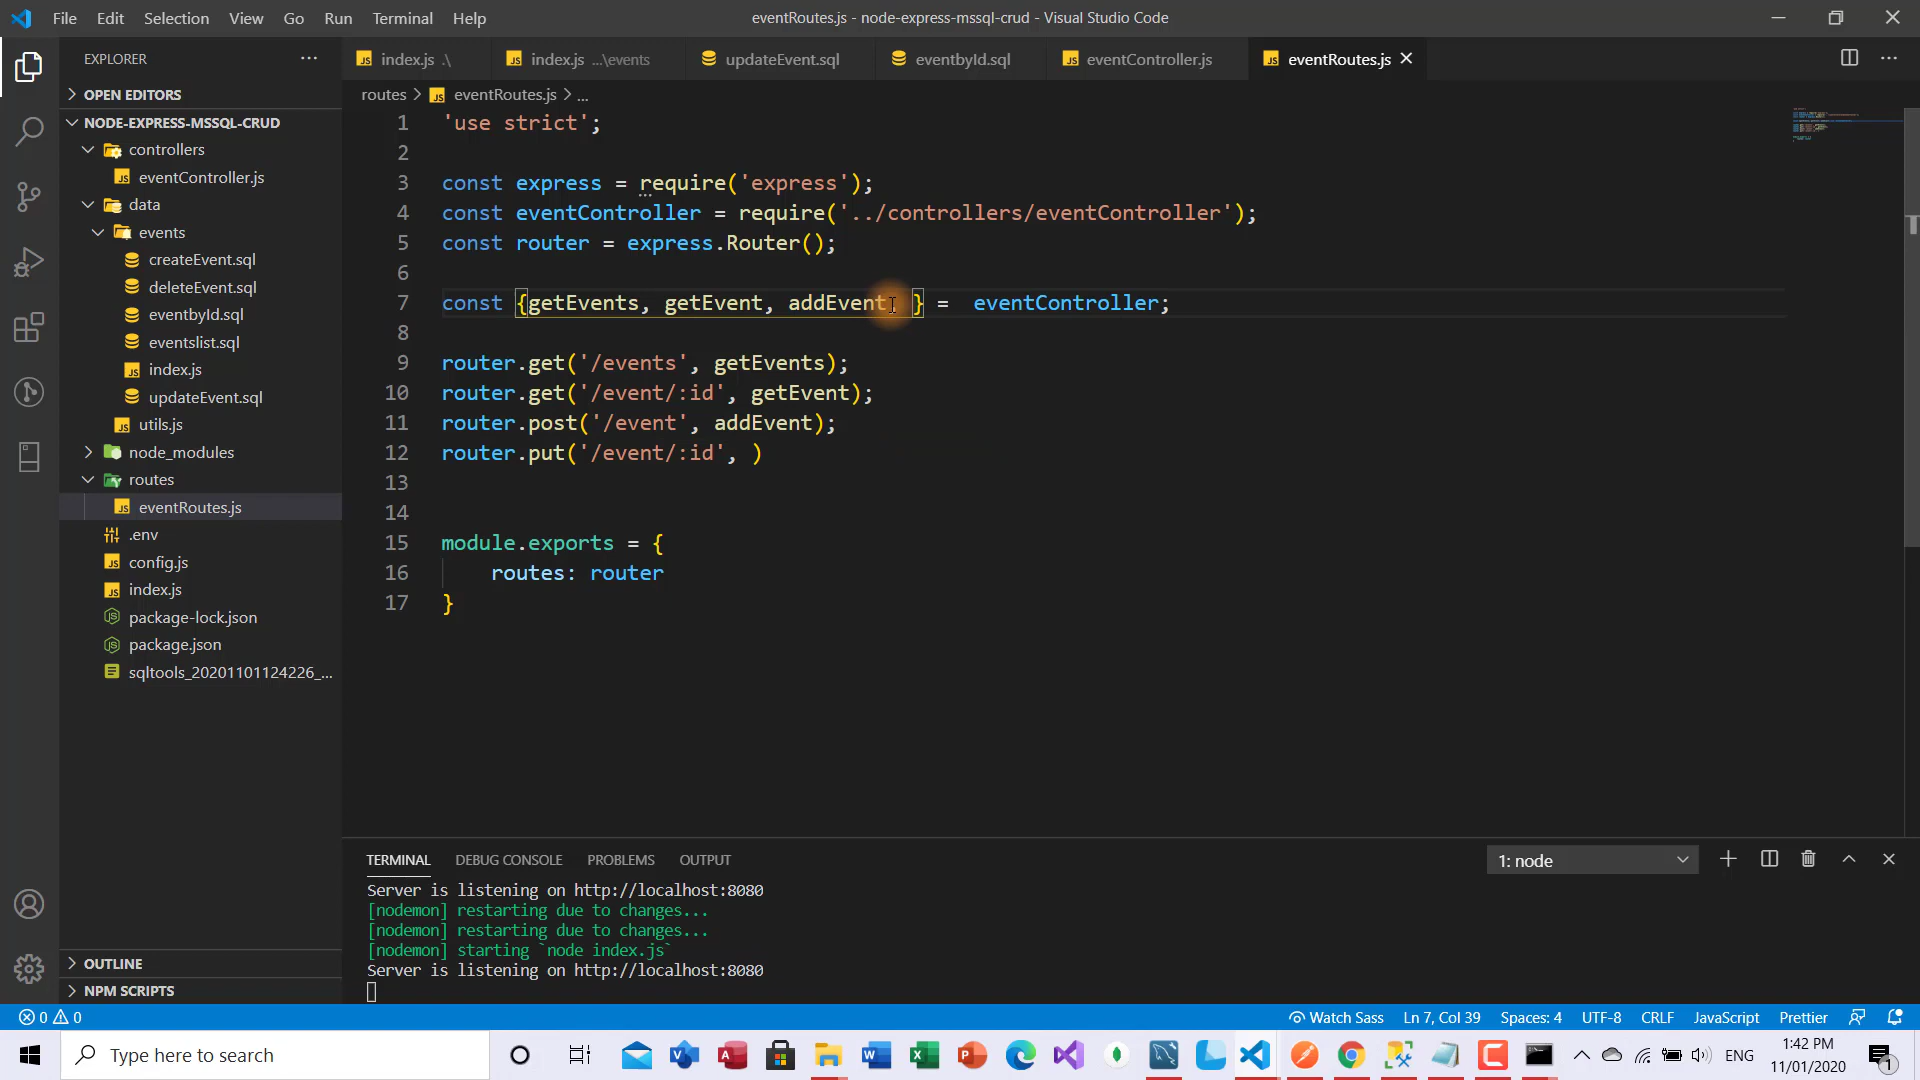 File Edit Selection View Go Run Terminal Help
eventRoutes.js - node-express-mssql-crud - Visual Studio Code
EXPLORER
OPEN EDITORS
NODE-EXPRESS-MSSQL-CRUD
controllers
eventController.js
data
events
createEvent.sql
deleteEvent.sql
eventbyId.sql
eventslist.sql
index.js
updateEvent.sql
utils.js
node_modules
routes
eventRoutes.js
.env
config.js
index.js
package-lock.json
package.json
sqltools_20201101124226_...
OUTLINE
NPM SCRIPTS
index.js .\ index.js ...\events updateEvent.sql eventbyId.sql eventController.js eventRoutes.js
routes > eventRoutes.js > ...
1 'use strict';
2
3 const express = require('express');
4 const eventController = require('../controllers/eventController');
5 const router = express.Router();
6
7 const {getEvents, getEvent, addEvent, } = eventController;
8
9 router.get('/events', getEvents);
10 router.get('/event/:id', getEvent);
11 router.post('/event', addEvent);
12 router.put('/event/:id', )
13
14
15 module.exports = {
16 routes: router
17 }
TERMINAL DEBUG CONSOLE PROBLEMS OUTPUT
1: node
Server is listening on http://localhost:8080
[nodemon] restarting due to changes...
[nodemon] restarting due to changes...
[nodemon] starting `node index.js`
Server is listening on http://localhost:8080
0 0
Watch Sass Ln 7, Col 39 Spaces: 4 UTF-8 CRLF JavaScript Prettier
Type here to search
ENG
1:42 PM
11/01/2020
1